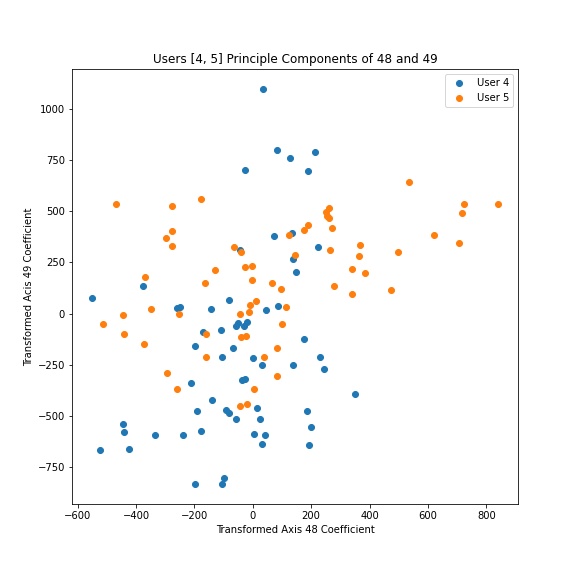 Users [4, 5] Principle Components of 48 and 49
User 4
User 5
1000
750
500
250
0
−250
−500
−750
Transformed Acis 49 Coefficient
−600 −400 −200 0 200 400 600 800
Transformed Axis 48 Coefficient